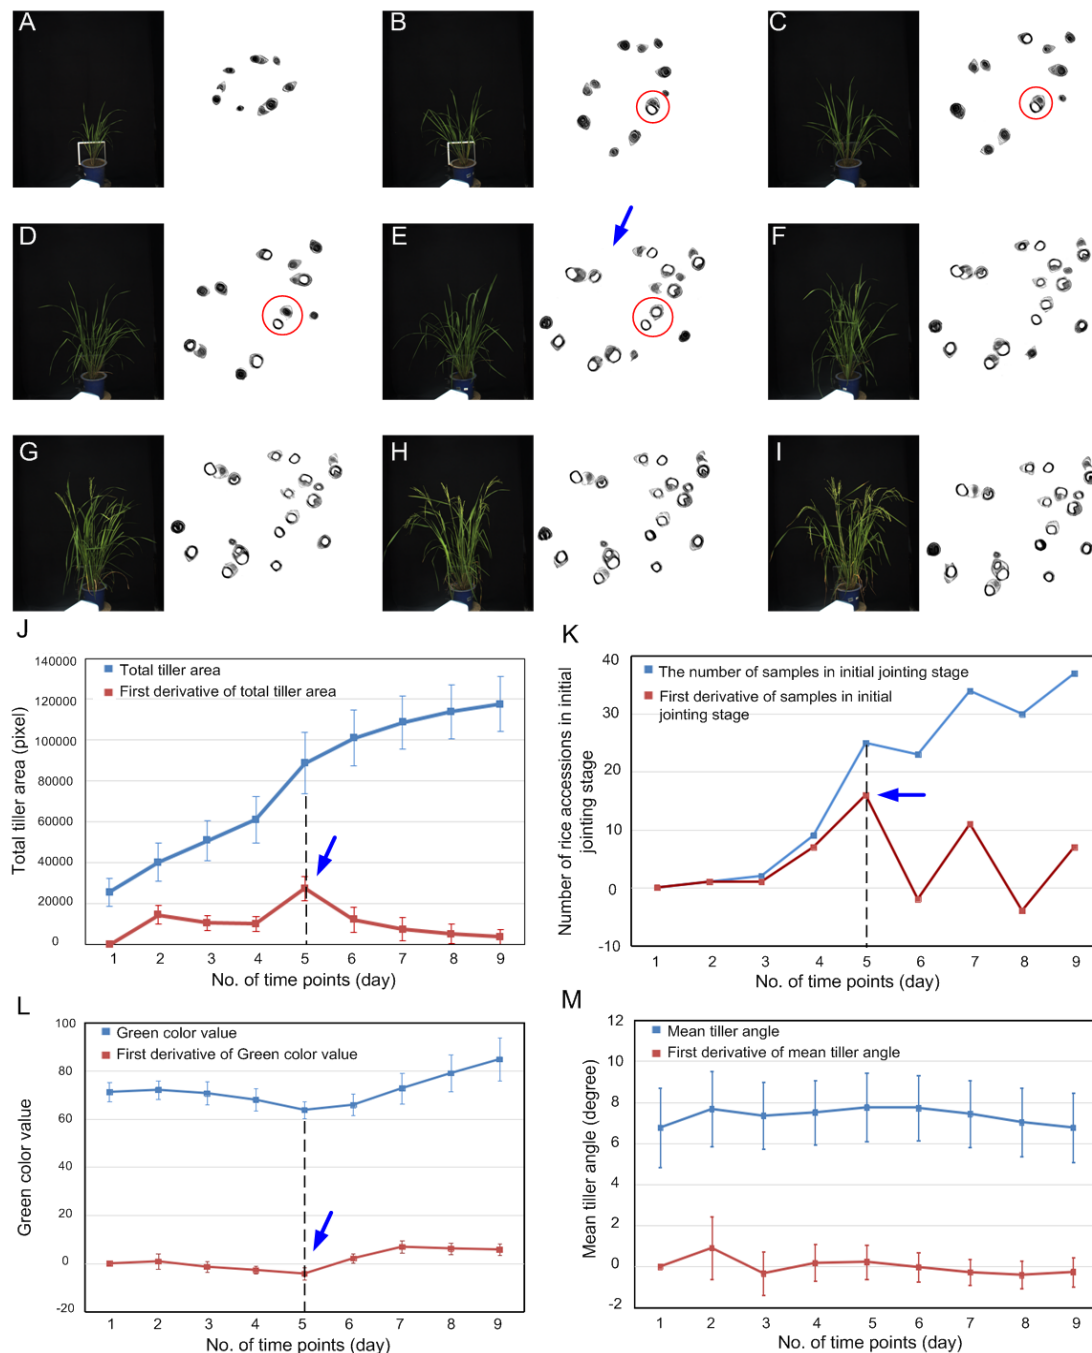 A
B
C
D
E
F
G
H
I
J
140000
120000
100000
80000
60000
40000
20000
0
Total tiller area (pixel)
Total tiller area
First derivative of total tiller area
1 2 3 4 5 6 7 8 9
No. of time points (day)
K
40
30
20
10
0
-10
Number of rice accessions in initial
jointing stage
The number of samples in initial jointing stage
First derivative of samples in initial
jointing stage
1 2 3 4 5 6 7 8 9
No. of time points (day)
L
100
80
60
40
20
0
-20
Green color value
Green color value
First derivative of Green color value
1 2 3 4 5 6 7 8 9
No. of time points (day)
M
12
10
8
6
4
2
0
-2
Mean tiller angle (degree)
Mean tiller angle
First derivative of mean tiller angle
1 2 3 4 5 6 7 8 9
No. of time points (day)